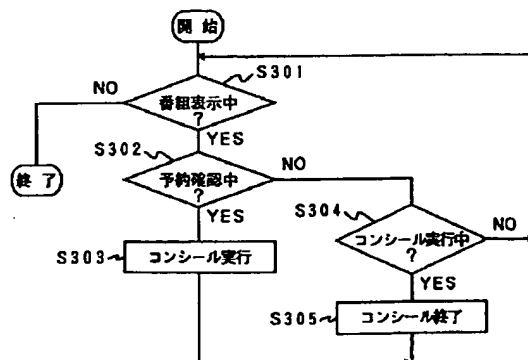 開始
S301
番組表示中
?
NO
YES
終了
S302
予約確認中
?
NO
YES
S303
コンシール実行
S304
コンシール実行中
?
NO
YES
S305
コンシール終了